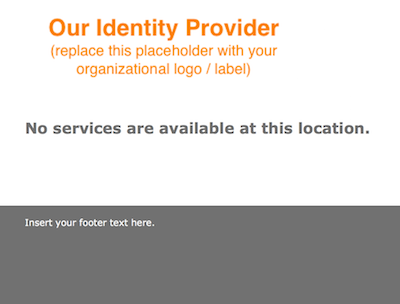 Our Identity Provider
(replace this placeholder with your
organizational logo / label)
No services are available at this location.
Insert your footer text here.